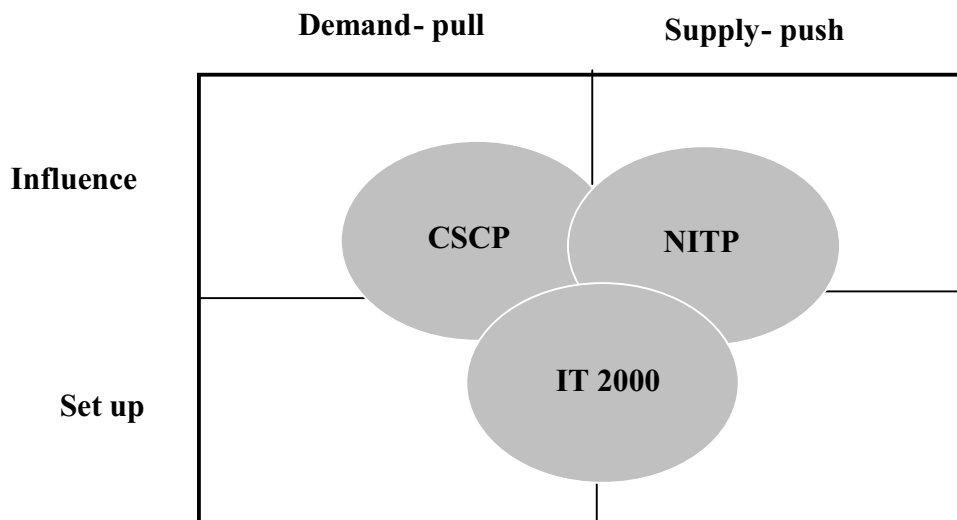 Demand- pull
Supply- push
Influence
CSCP
NITP
IT 2000
Set up